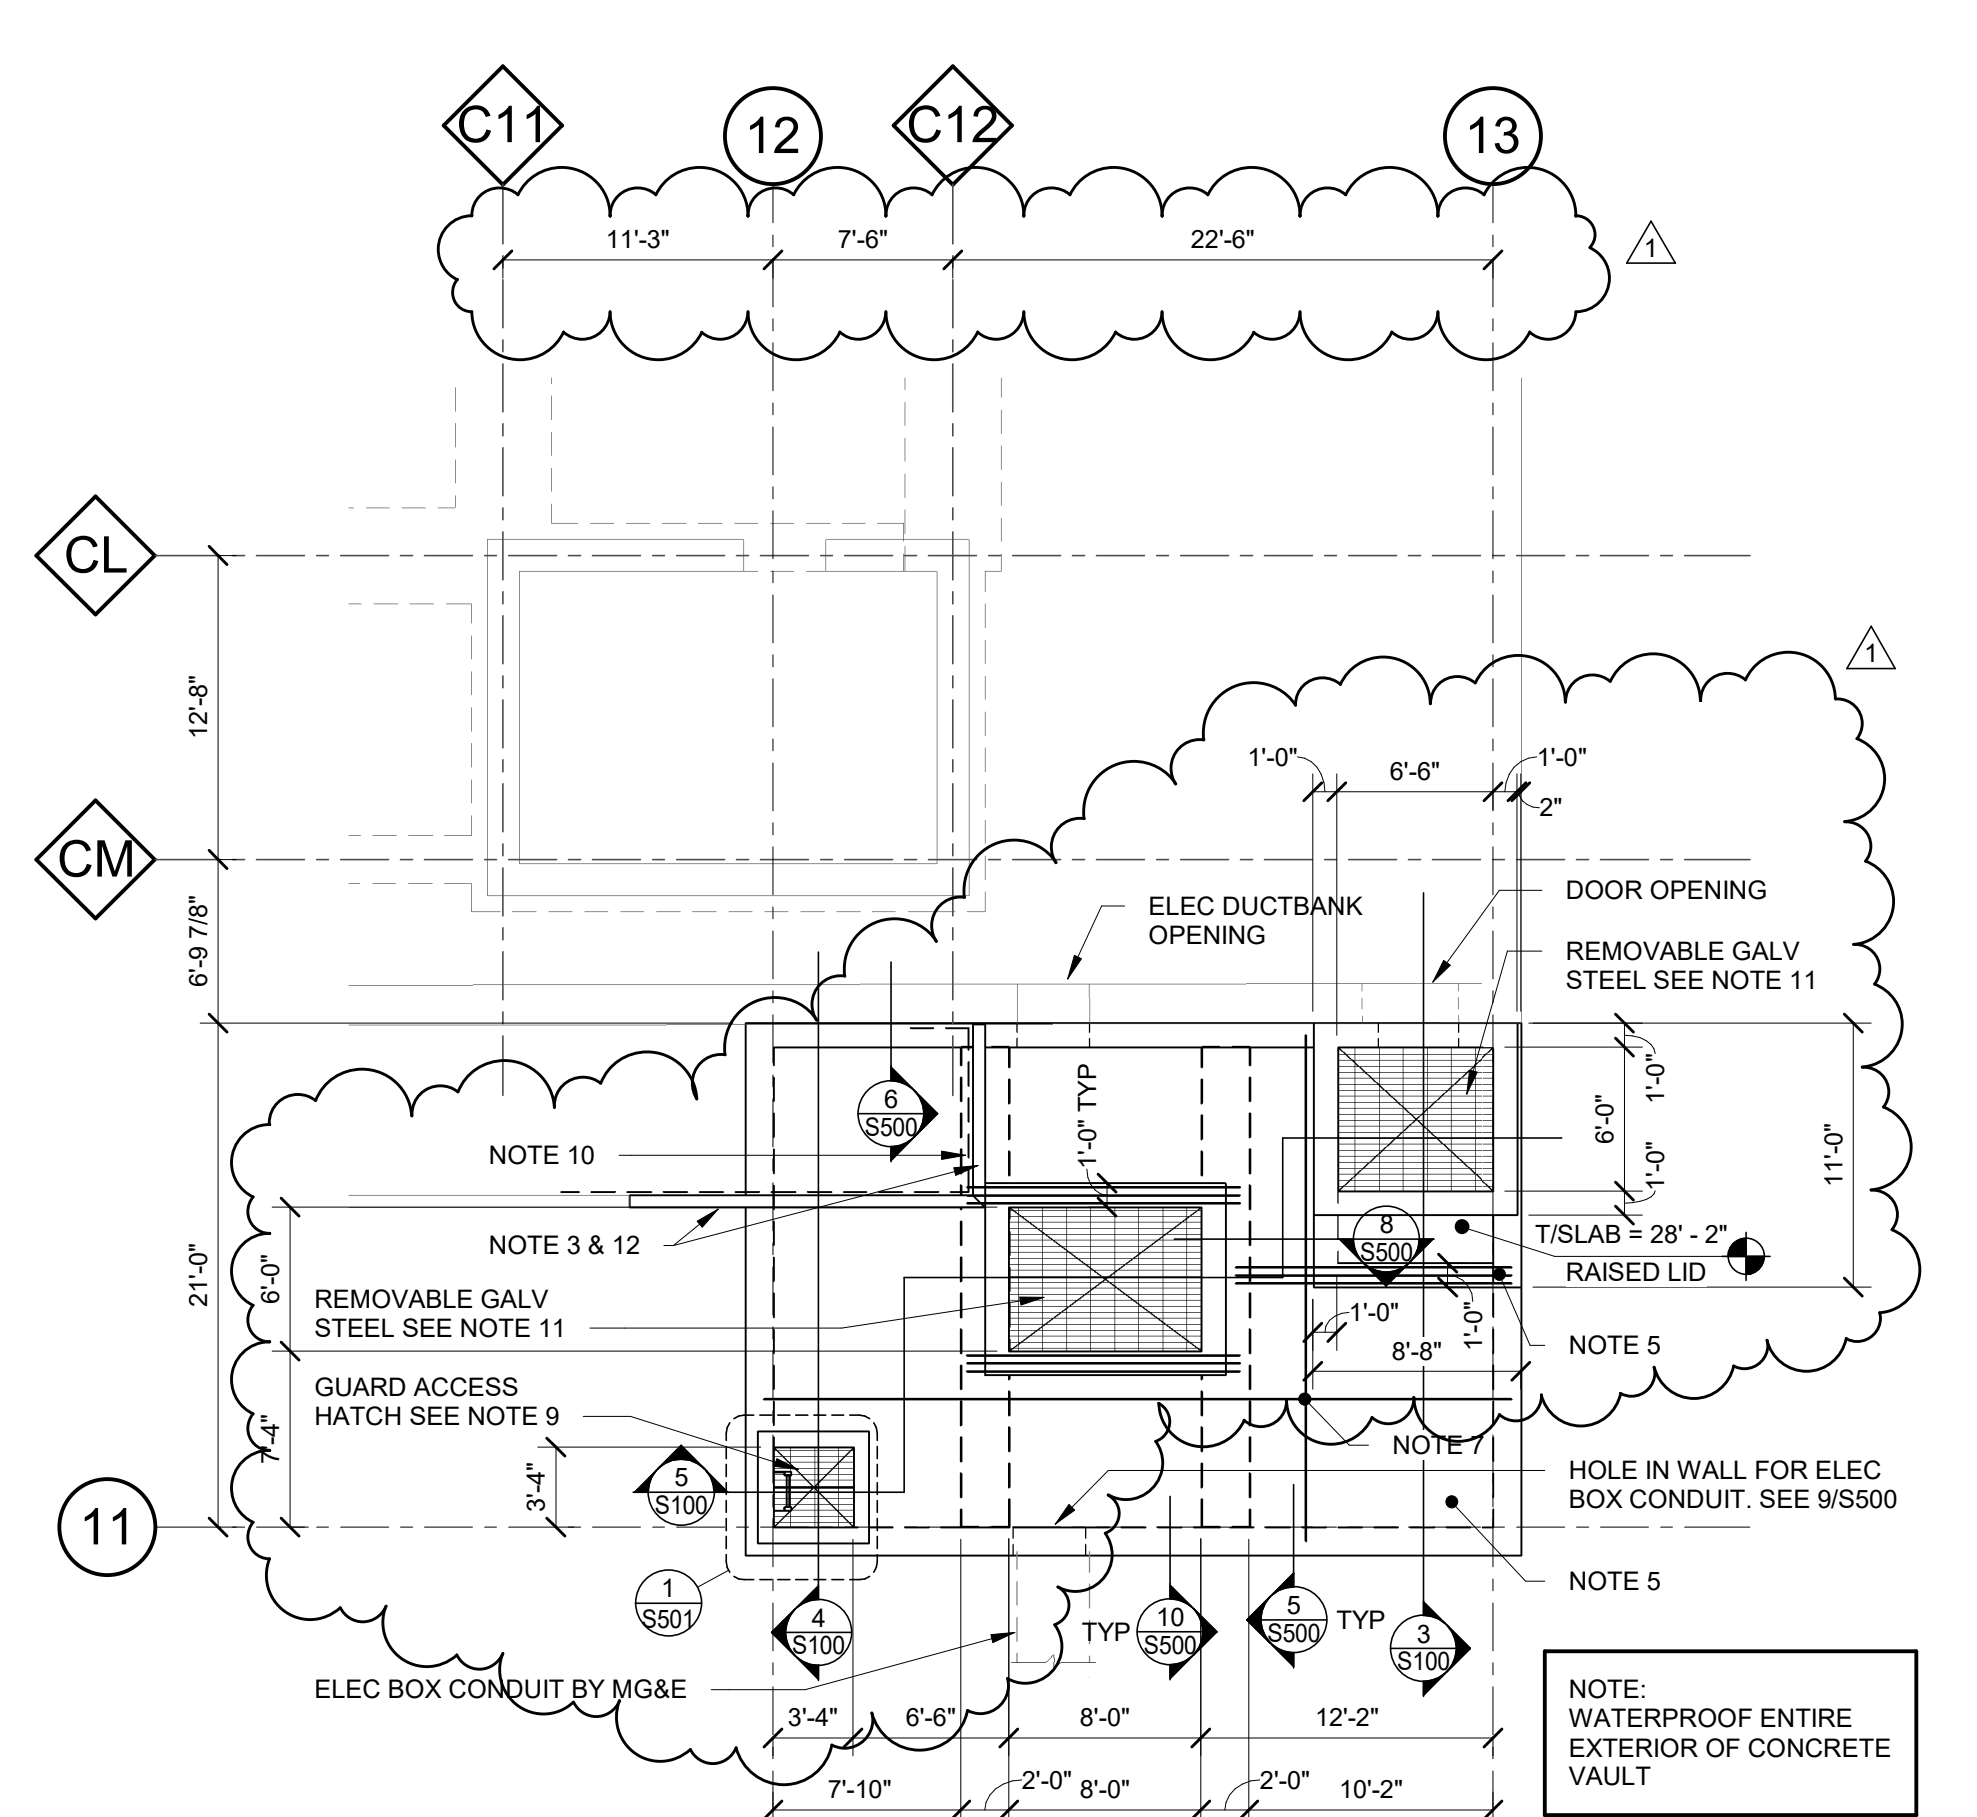 C11
12
C12
13
11'-3"
7'-6"
22'-6"
1
CL
12'-8"
1
1'-0"
6'-6"
1'-0"
2"
CM
6'-9 7/8"
ELEC DUCTBANK
OPENING
DOOR OPENING
REMOVABLE GALV
STEEL SEE NOTE 11
6
S500
1'-0" TYP
1'-0"
6'-0"
1'-0"
11'-0"
NOTE 10
NOTE 3 & 12
8
S500
T/SLAB = 28' - 2"
RAISED LID
21'-0"
6'-0"
REMOVABLE GALV
STEEL SEE NOTE 11
1'-0"
1'-0"
8'-8"
NOTE 5
GUARD ACCESS
HATCH SEE NOTE 9
7'-4"
3'-4"
5
S100
NOTE 7
HOLE IN WALL FOR ELEC
BOX CONDUIT. SEE 9/S500
11
NOTE 5
1
S501
4
S100
TYP
10
S500
5
S500
TYP
3
S100
ELEC BOX CONDUIT BY MG&E
3'-4"
6'-6"
8'-0"
12'-2"
7'-10"
2'-0"
8'-0"
2'-0"
10'-2"
NOTE:
WATERPROOF ENTIRE
EXTERIOR OF CONCRETE
VAULT